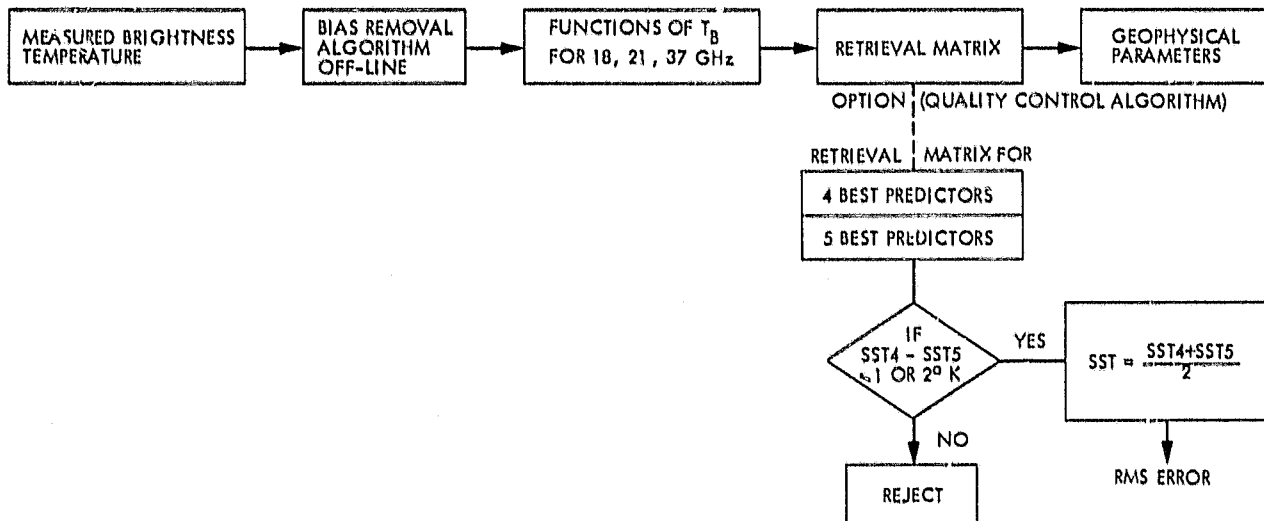 MEASURED BRIGHTNESS
TEMPERATURE
BIAS REMOVAL
ALGORITHM
OFF-LINE
FUNCTIONS OF T_B
FOR 18, 21, 37 GHz
RETRIEVAL MATRIX
GEOPHYSICAL
PARAMETERS
OPTION (QUALITY CONTROL ALGORITHM)
RETRIEVAL MATRIX FOR
4 BEST PREDICTORS
5 BEST PREDICTORS
IF
SST4 - SST5
1 OR 2° K
YES
SST = SST4+SST5
2
NO
REJECT
RMS ERROR